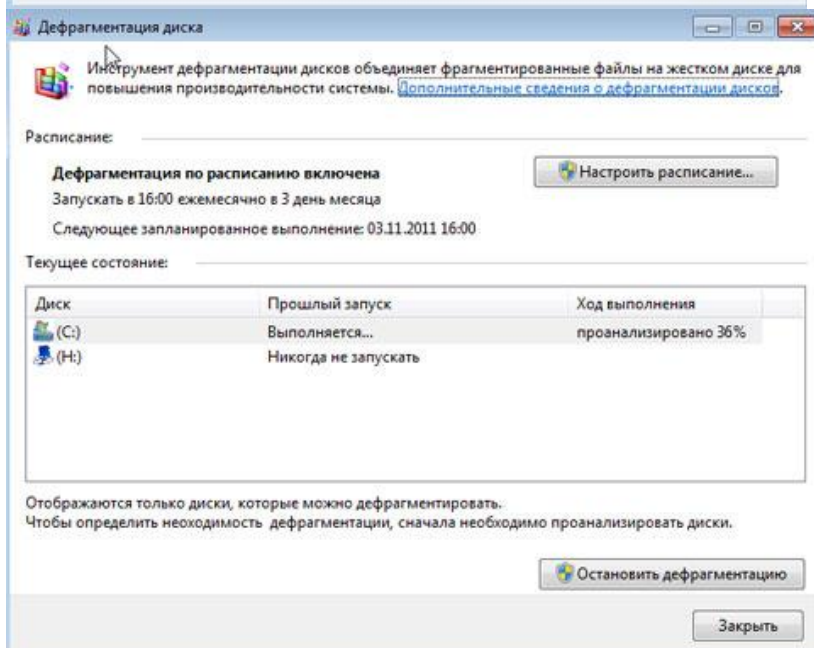 Дефрагментация диска
Инструмент дефрагментации дисков объединяет фрагментированные файлы на жестком диске для
повышения производительности системы. Дополнительные сведения о дефрагментации дисков.
Расписание:
Дефрагментация по расписанию включена
Настроить расписание...
Запускать в 16:00 ежемесячно в 3 день месяца
Следующее запланированное выполнение: 03.11.2011 16:00
Текущее состояние:
Диск Прошлый запуск Ход выполнения
(C:) Выполняется... проанализировано 36%
(H:) Никогда не запускать
Отображаются только диски, которые можно дефрагментировать.
Чтобы определить неоходимость дефрагментации, сначала необходимо проанализировать диски.
Остановить дефрагментацию
Закрыть